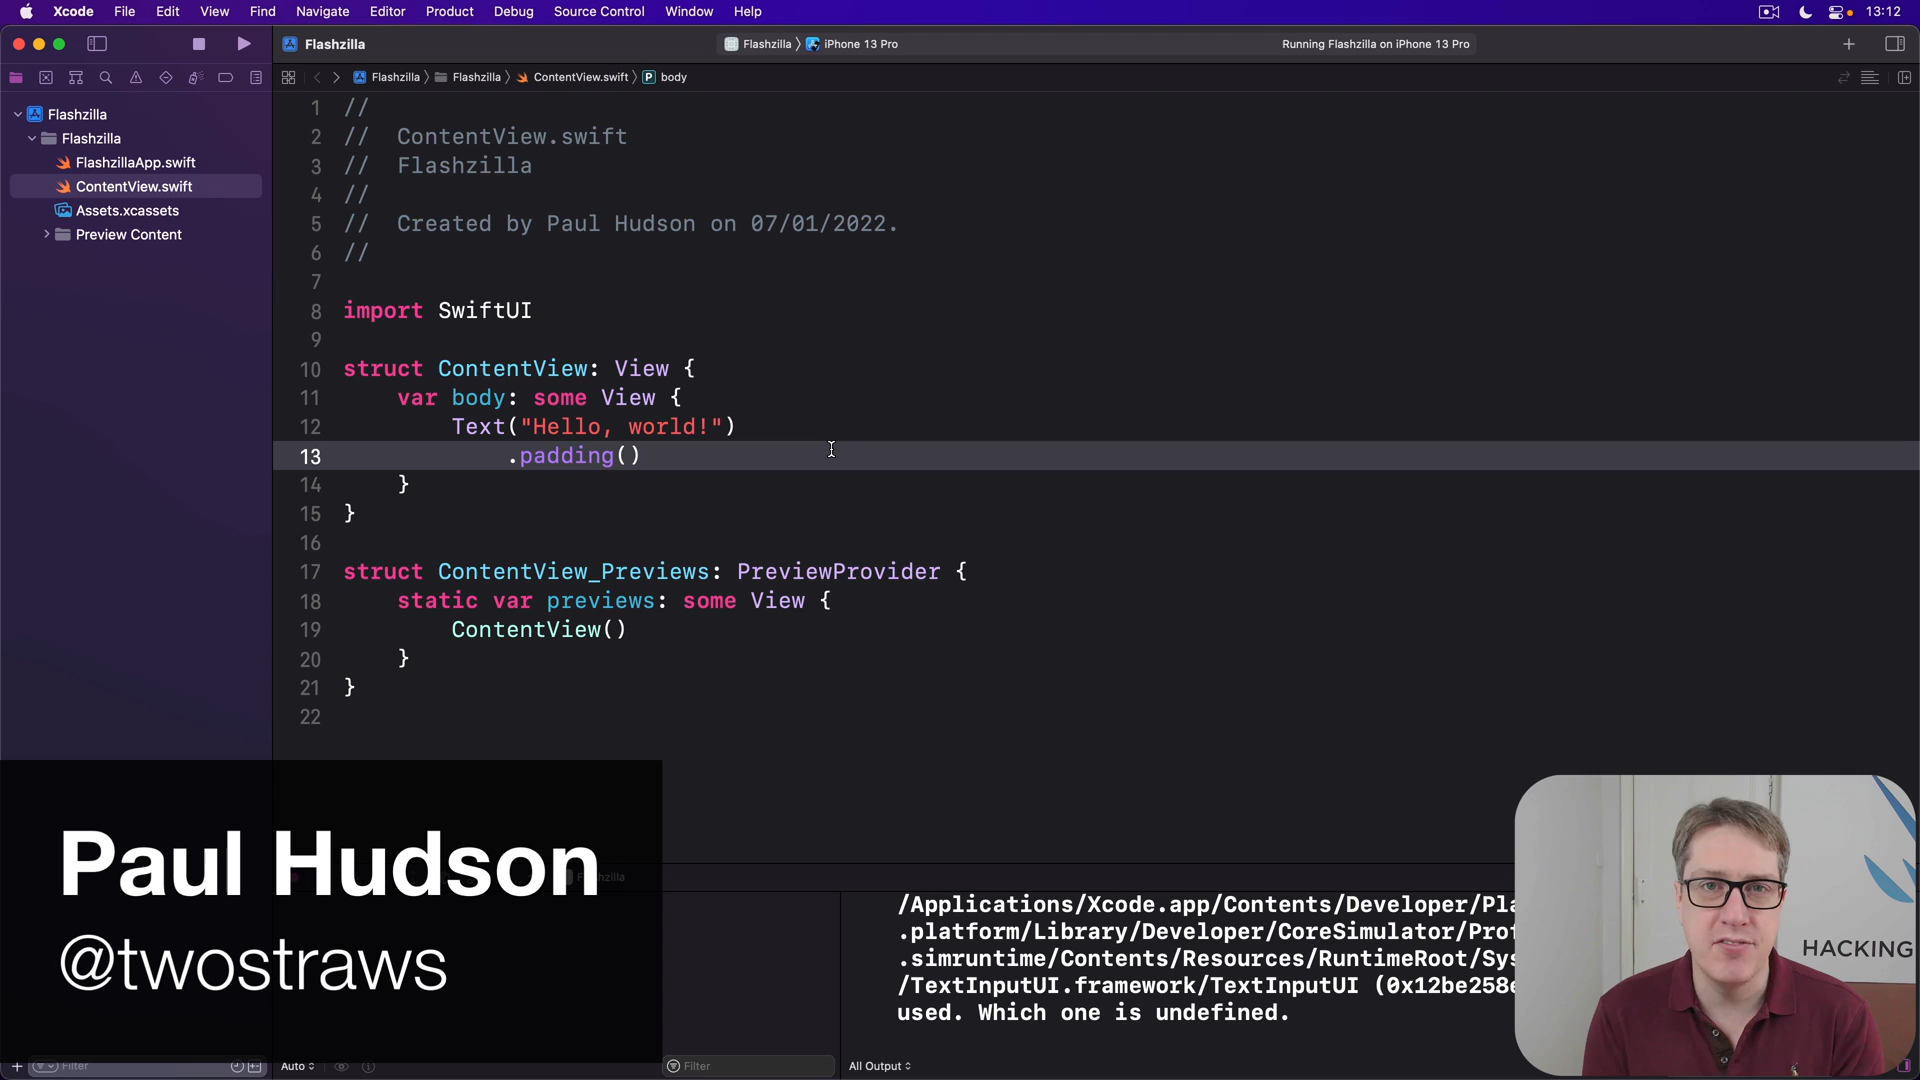 Xcode File Edit View Find Navigate Editor Product Debug Source Control Window Help 13:12
Flashzilla
Flashzilla iPhone 13 Pro
Running Flashzilla on iPhone 13 Pro
Flashzilla Flashzilla ContentView.swift P body
Flashzilla
Flashzilla
FlashzillaApp.swift
ContentView.swift
Assets.xcassets
Preview Content
1 //
2 // ContentView.swift
3 // Flashzilla
4 //
5 // Created by Paul Hudson on 07/01/2022.
6 //
7
8 import SwiftUI
9
10 struct ContentView: View {
11 var body: some View {
12 Text("Hello, world!")
13 .padding()
14 }
15 }
16
17 struct ContentView_Previews: PreviewProvider {
18 static var previews: some View {
19 ContentView()
20 }
21 }
22
Paul Hudson
@twostraws
/Applications/Xcode.app/Contents/Developer/Pla
.platform/Library/Developer/CoreSimulator/Prof
.simruntime/Contents/Resources/RuntimeRoot/Sys
/TextInputUI.framework/TextInputUI (0x12be258
used. Which one is undefined.
HACKING
Filter
Auto
Filter
All Output